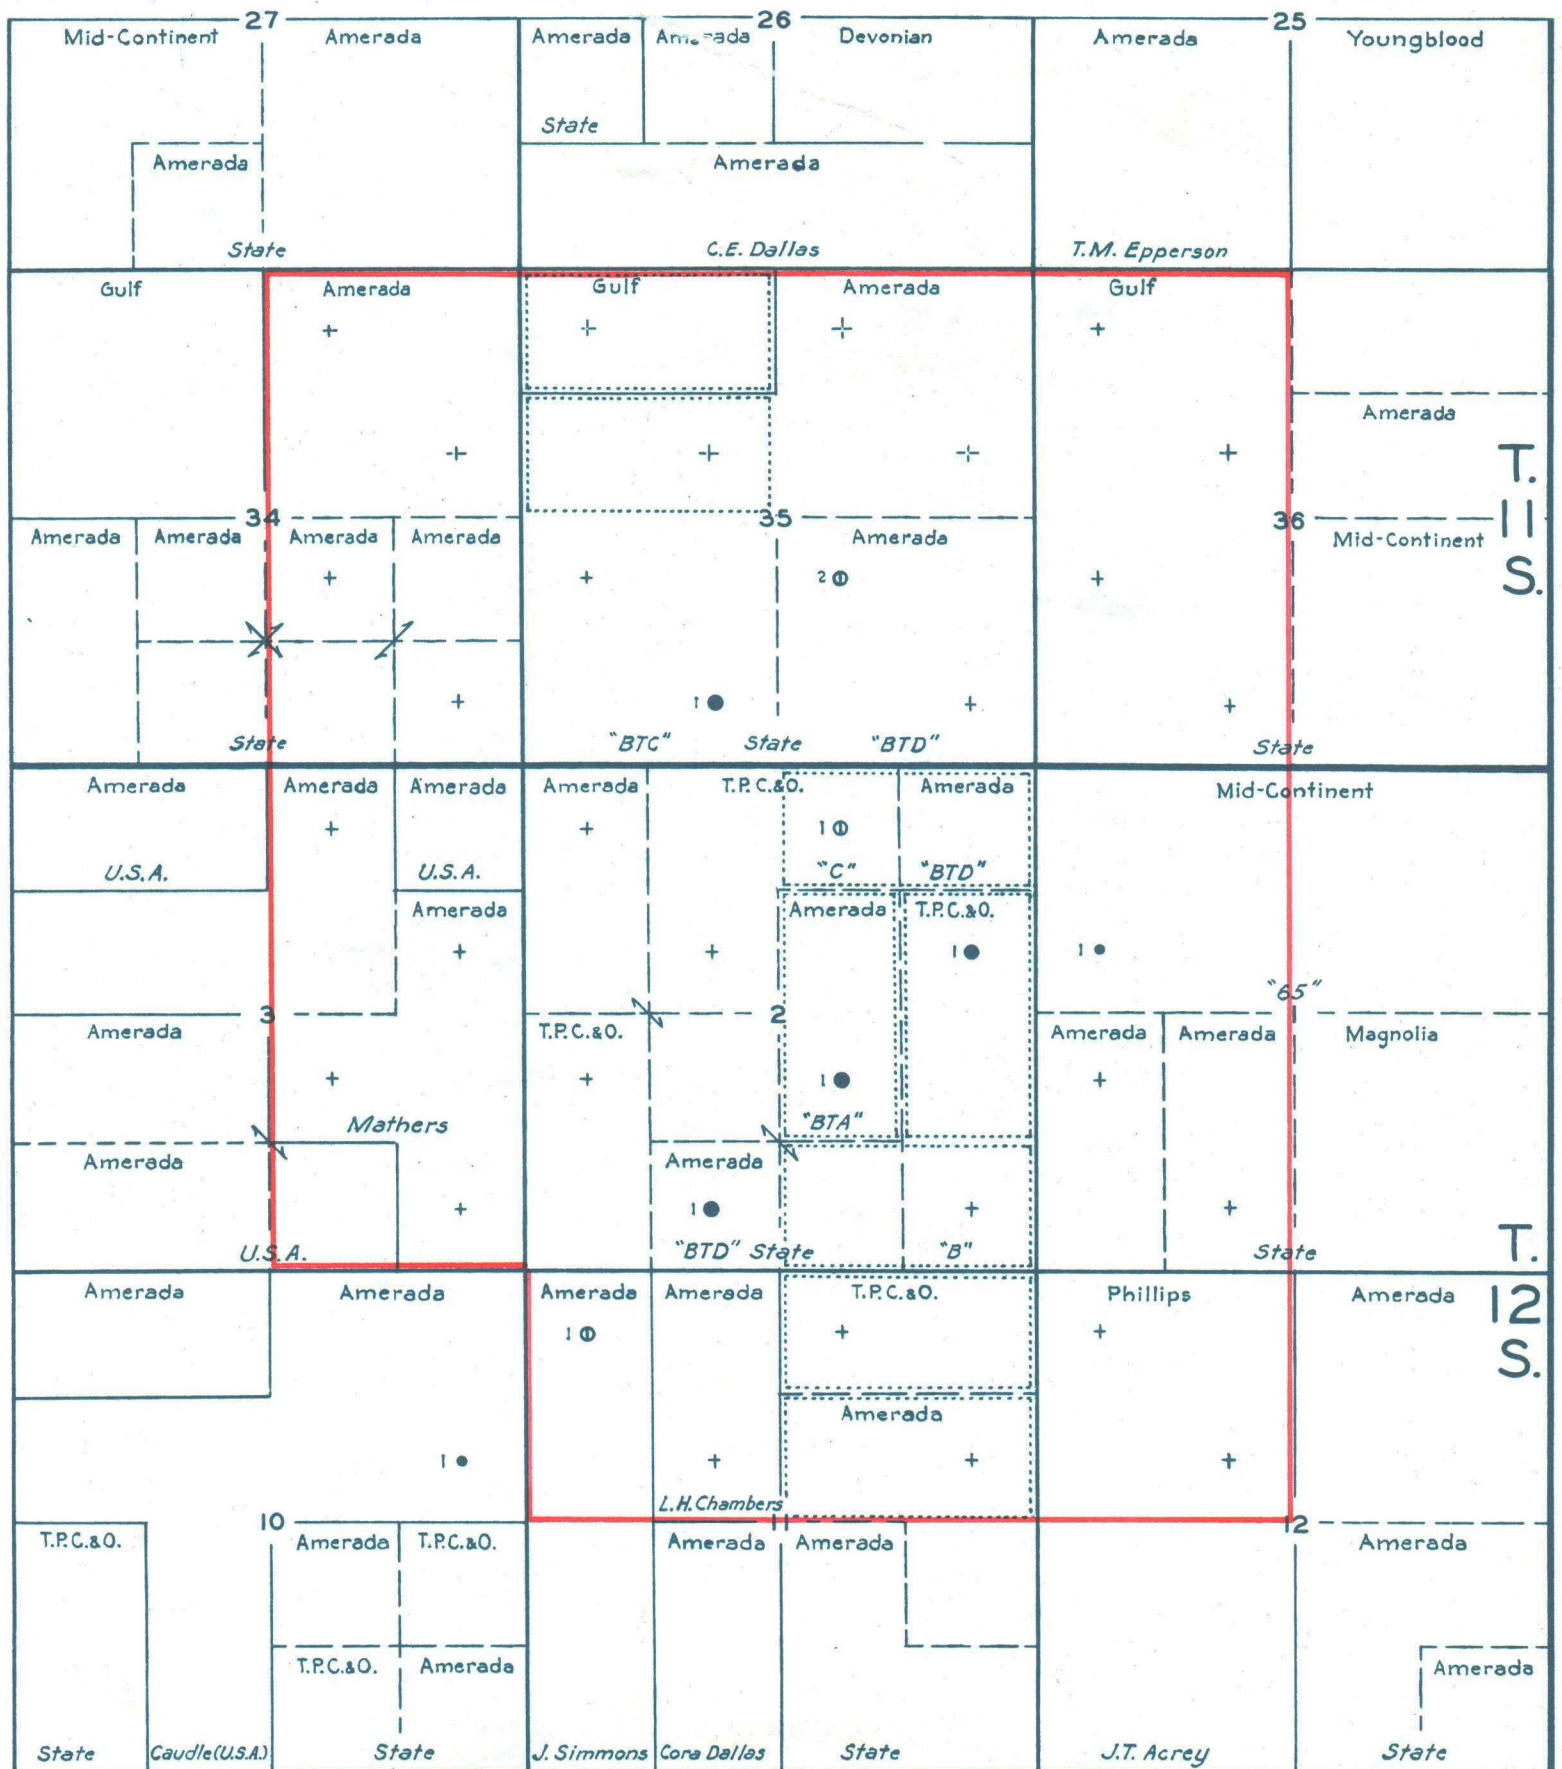 27 26 25
Mid-Continent Amerada Amerada Devonian Amerada Youngblood
State
Amerada Amerada
State C.E. Dallas T.M. Epperson
Gulf Amerada Gulf Amerada Gulf
Amerada
T.
11
S.
34 35 36
Amerada Amerada Amerada Amerada Amerada Mid-Continent
2
1
State "BTC" State "BTD" State
Amerada Amerada Amerada Amerada T.P.C.&O. Amerada Mid-Continent
1
U.S.A. U.S.A. "C" "BTD"
Amerada Amerada T.P.C.&O.
1 1
"65"
3 2
Amerada T.P.C.&O. Amerada Amerada Magnolia
1
Mathers "BTA"
Amerada Amerada
1
U.S.A. "BTD" State "B" State
T.
12
S.
Amerada Amerada Amerada Amerada T.P.C.&O. Phillips Amerada
1
Amerada
1
L.H. Chambers
10 11 12
T.P.C.&O. Amerada T.P.C.&O. Amerada Amerada Amerada
T.P.C.&O. Amerada Amerada
State Caudle (U.S.A.) State J. Simmons Cora Dallas State J.T. Acrey State